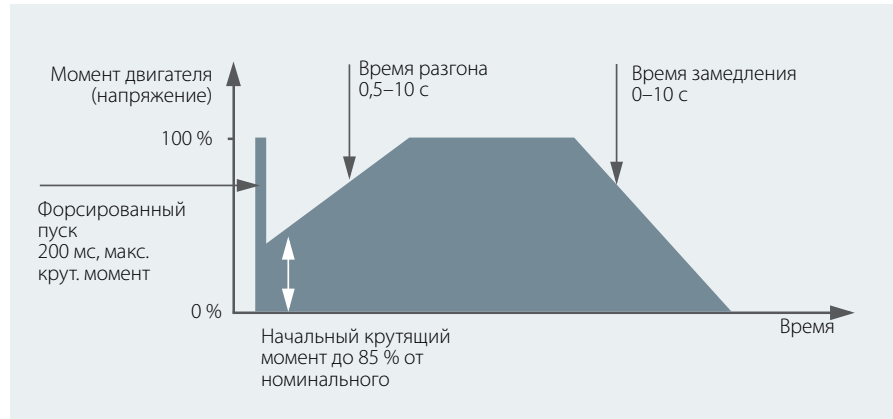 Момент двигателя
(напряжение)
Время разгона
0,5–10 с
Время замедления
0–10 с
100 %
Форсированный
пуск
200 мс, макс.
крут. момент
0 %
Время
Начальный крутящий
момент до 85 % от
номинального